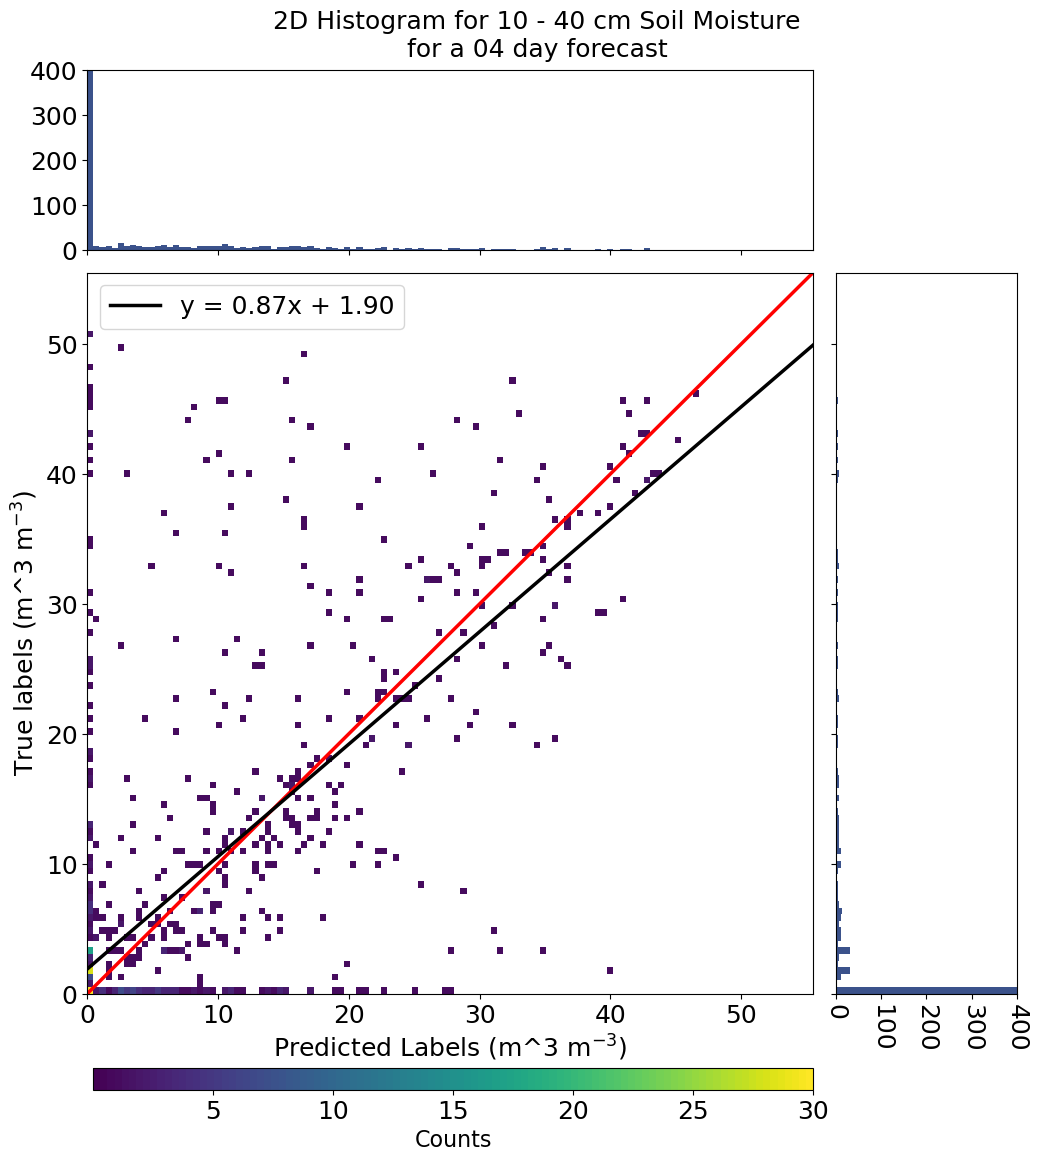 2D Histogram for 10 - 40 cm Soil Moisture
for a 04 day forecast
400
300
200
100
0
y = 0.87x + 1.90
50
40
30
20
10
0
True labels (m^3 m⁻³)
0 10 20 30 40 50
Predicted Labels (m^3 m⁻³)
0 100 200 300 400
5 10 15 20 25 30
Counts